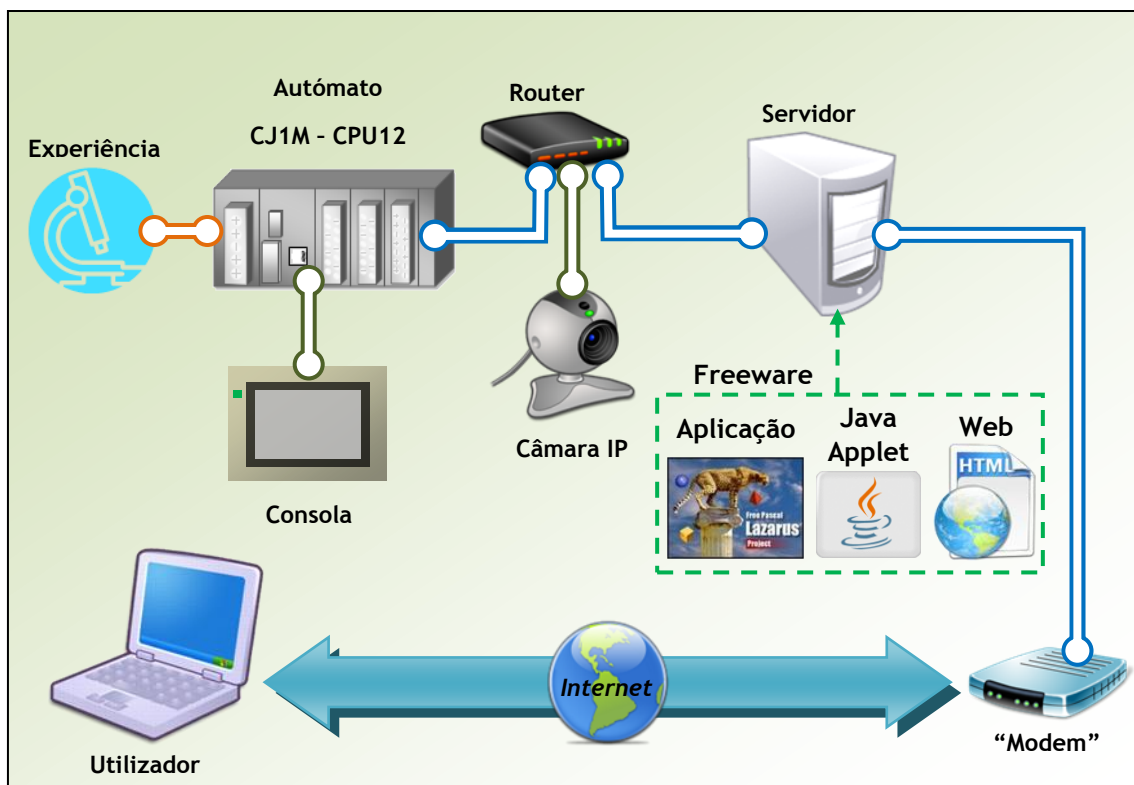 Autómato
CJ1M – CPU12
Router
Servidor
Experiência
Câmara IP
Consola
Freeware
Aplicação
Java
Applet
Web
HTML
Free Pascal
Lazarus
Project
Internet
Utilizador
“Modem”